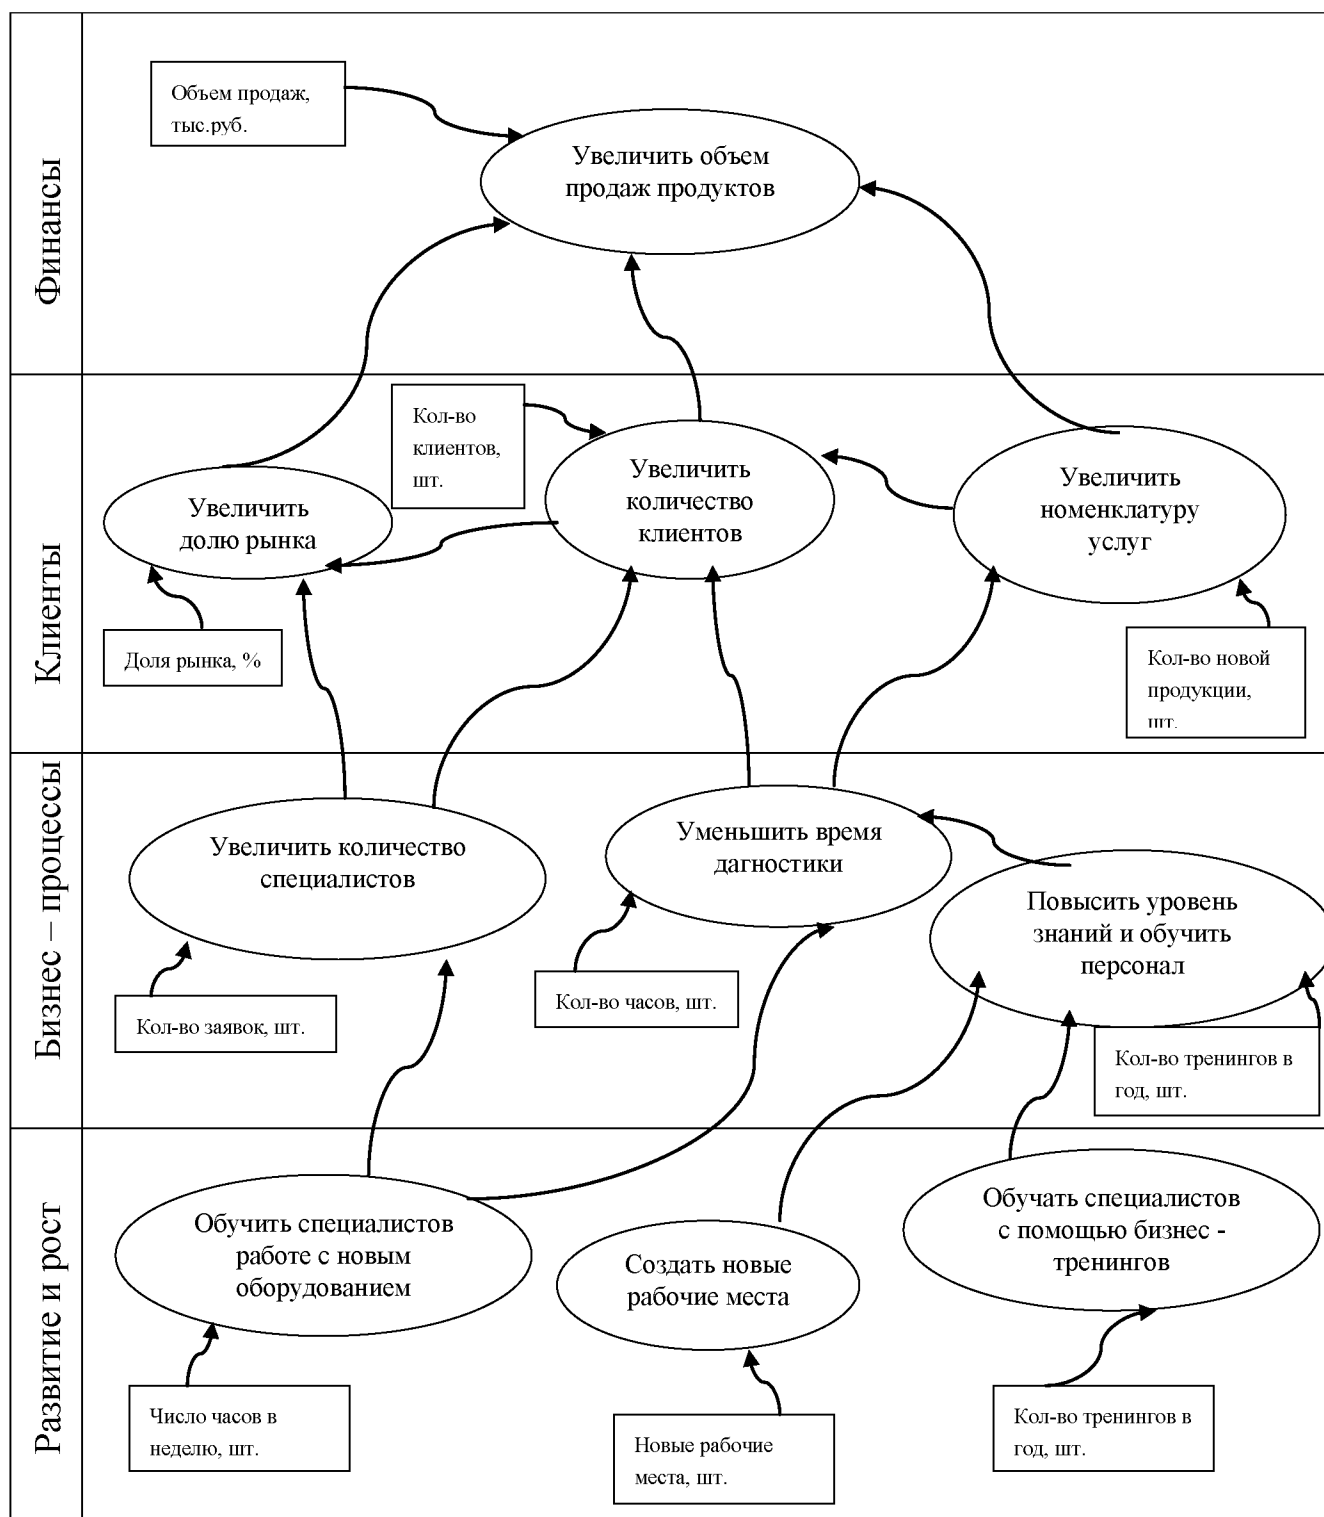 Финансы
Объем продаж,
тыс.руб.
Увеличить объем
продаж продуктов
Клиенты
Кол-во
клиентов,
шт.
Увеличить
долю рынка
Увеличить
количество
клиентов
Увеличить
номенклатуру
услуг
Доля рынка, %
Кол-во новой
продукции,
шт.
Бизнес – процессы
Увеличить количество
специалистов
Уменьшить время
дагностики
Повысить уровень
знаний и обучить
персонал
Кол-во заявок, шт.
Кол-во часов, шт.
Кол-во тренингов в
год, шт.
Развитие и рост
Обучить специалистов
работе с новым
оборудованием
Создать новые
рабочие места
Обучать специалистов
с помощью бизнес -
тренингов
Число часов в
неделю, шт.
Новые рабочие
места, шт.
Кол-во тренингов в
год, шт.